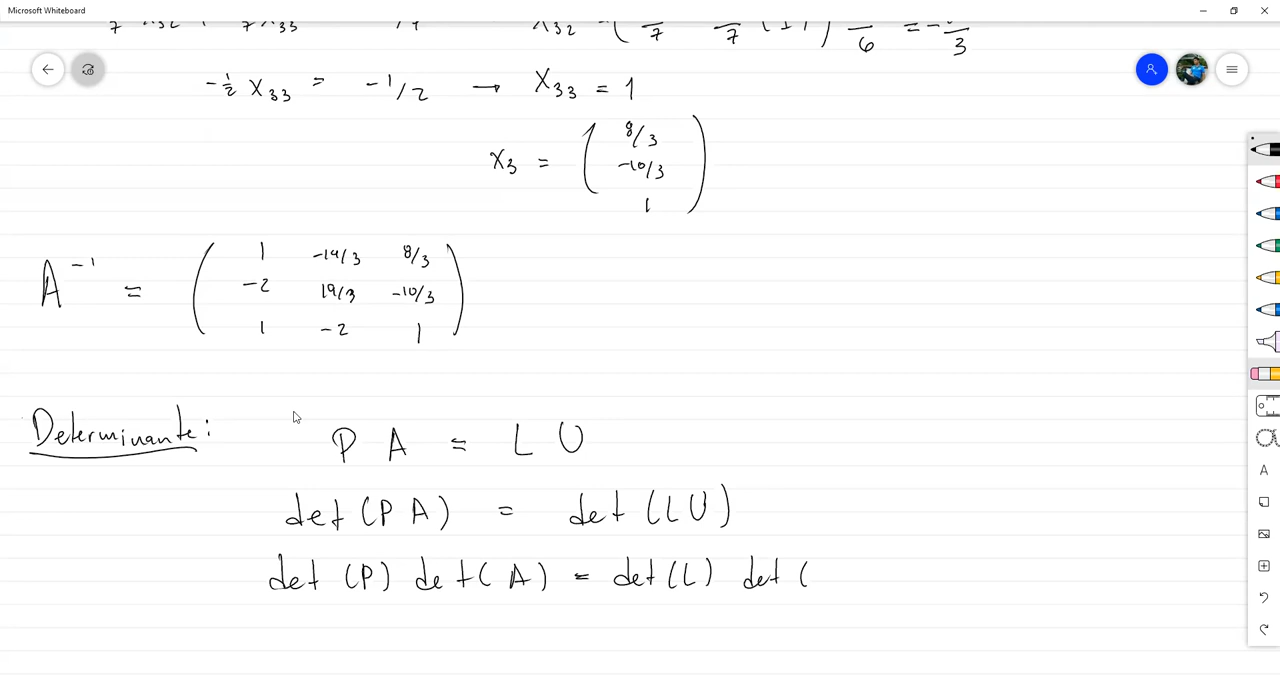 Microsoft Whiteboard
-1/2 X33 = -1/2 → X33 = 1
X3 = ( 8/3
-10/3
1 )
A⁻¹ = ( 1 -14/3 8/3
-2 19/3 -10/3
1 -2 1 )
Determinante:
P A = L U
det (P A) = det (L U)
det (P) det (A) = det (L) det (